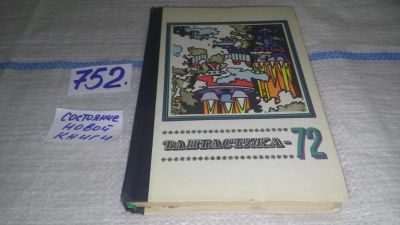 752.
Состояние
новой
книги
ФАНТАСТИКА-72